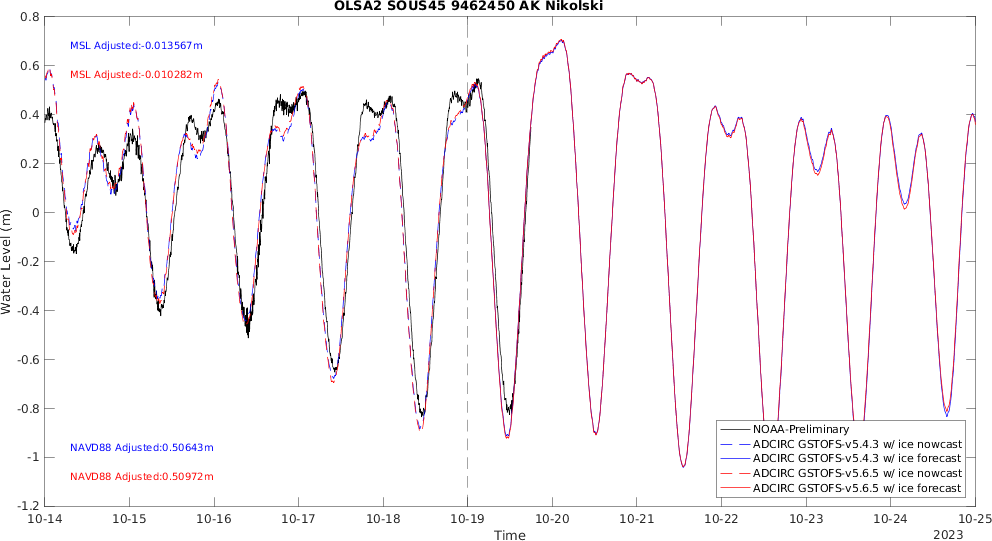 OLSA2 SOUS45 9462450 AK Nikolski
MSL Adjusted:-0.013567m
MSL Adjusted:-0.010282m
0.8
0.6
0.4
0.2
0
-0.2
-0.4
-0.6
-0.8
-1
-1.2
Water Level (m)
NAVD88 Adjusted:0.50643m
NAVD88 Adjusted:0.50972m
NOAA-Preliminary
ADCIRC GSTOFS-v5.4.3 w/ ice nowcast
ADCIRC GSTOFS-v5.4.3 w/ ice forecast
ADCIRC GSTOFS-v5.6.5 w/ ice nowcast
ADCIRC GSTOFS-v5.6.5 w/ ice forecast
10-14 10-15 10-16 10-17 10-18 10-19 10-20 10-21 10-22 10-23 10-24 10-25
Time
2023